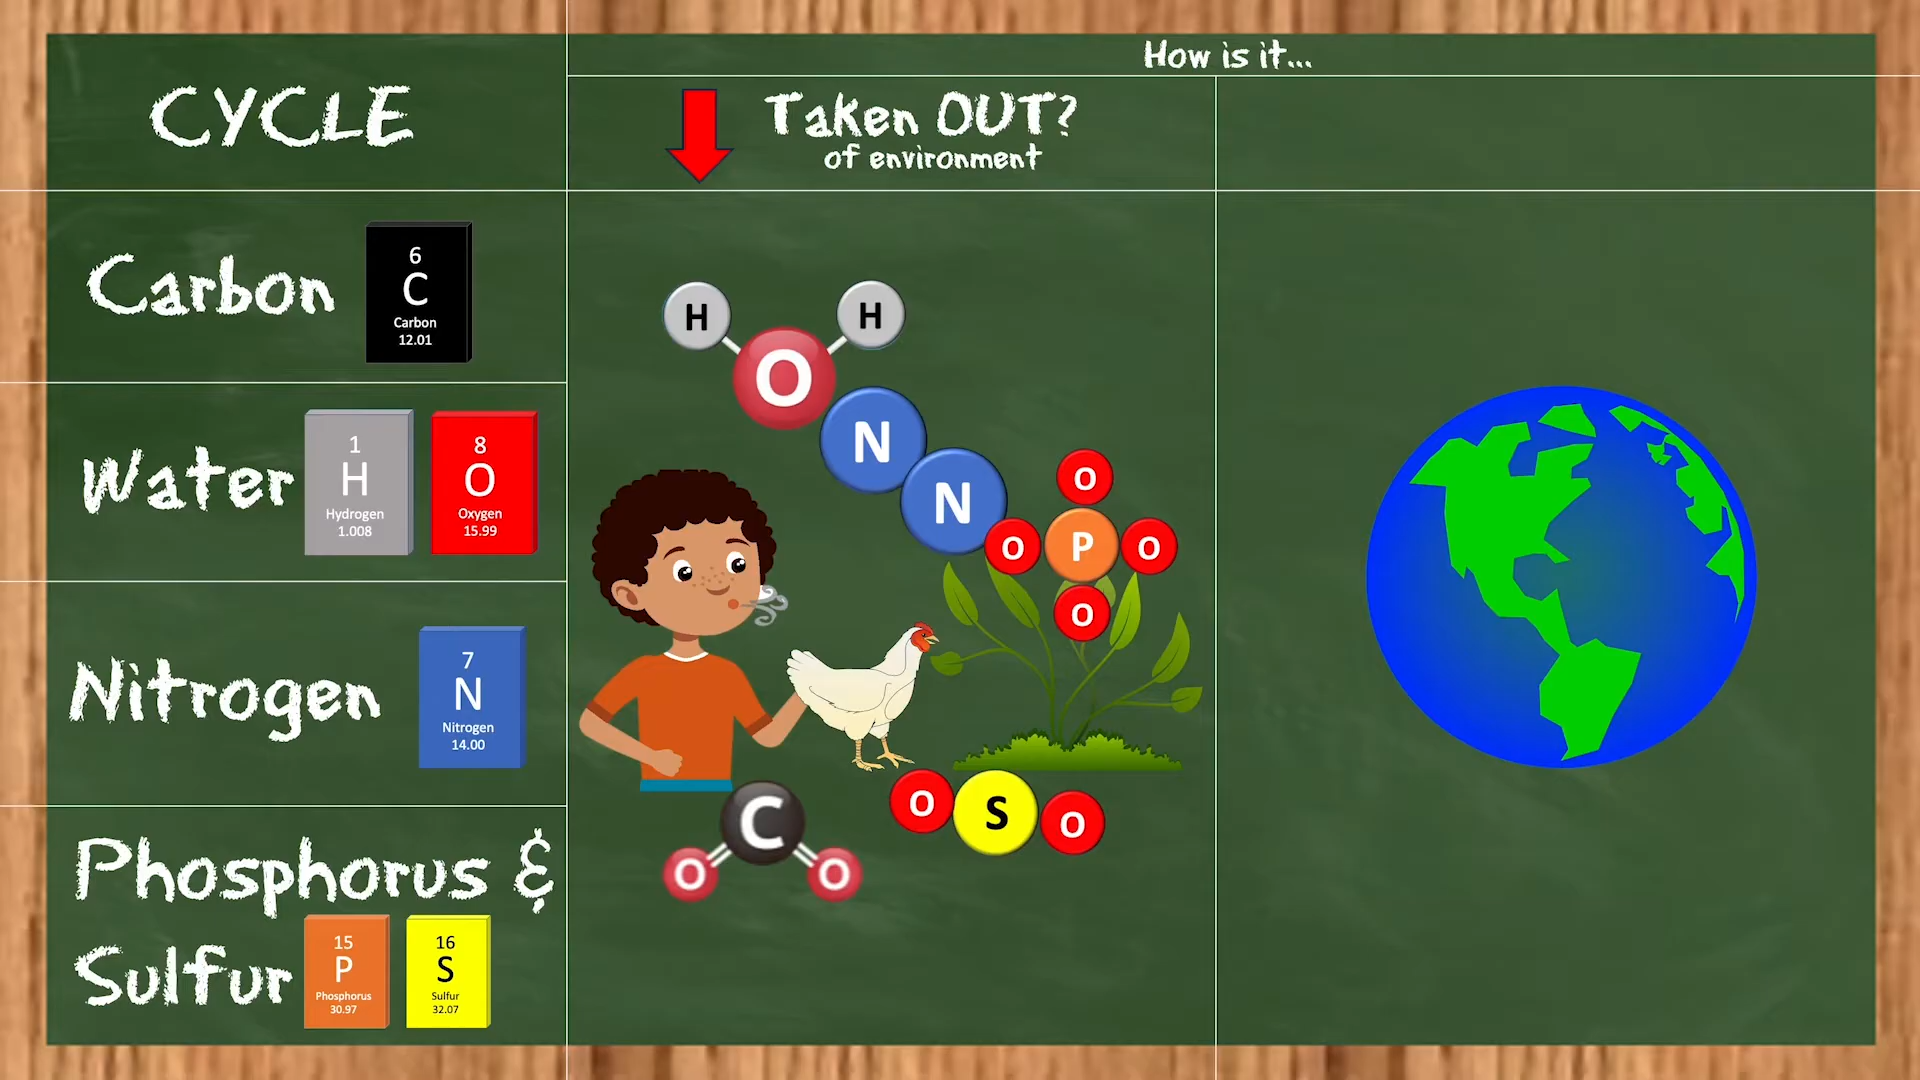 How is it...
CYCLE
Taken OUT?
of environment
Carbon
6
C
Carbon
12.01
Water
1
H
Hydrogen
1.008
8
O
Oxygen
15.99
Nitrogen
7
N
Nitrogen
14.00
Phosphorus &
Sulfur
15
P
Phosphorus
30.97
16
S
Sulfur
32.07
H H
O
N
N
O
O P O
O
C
O O
O S O